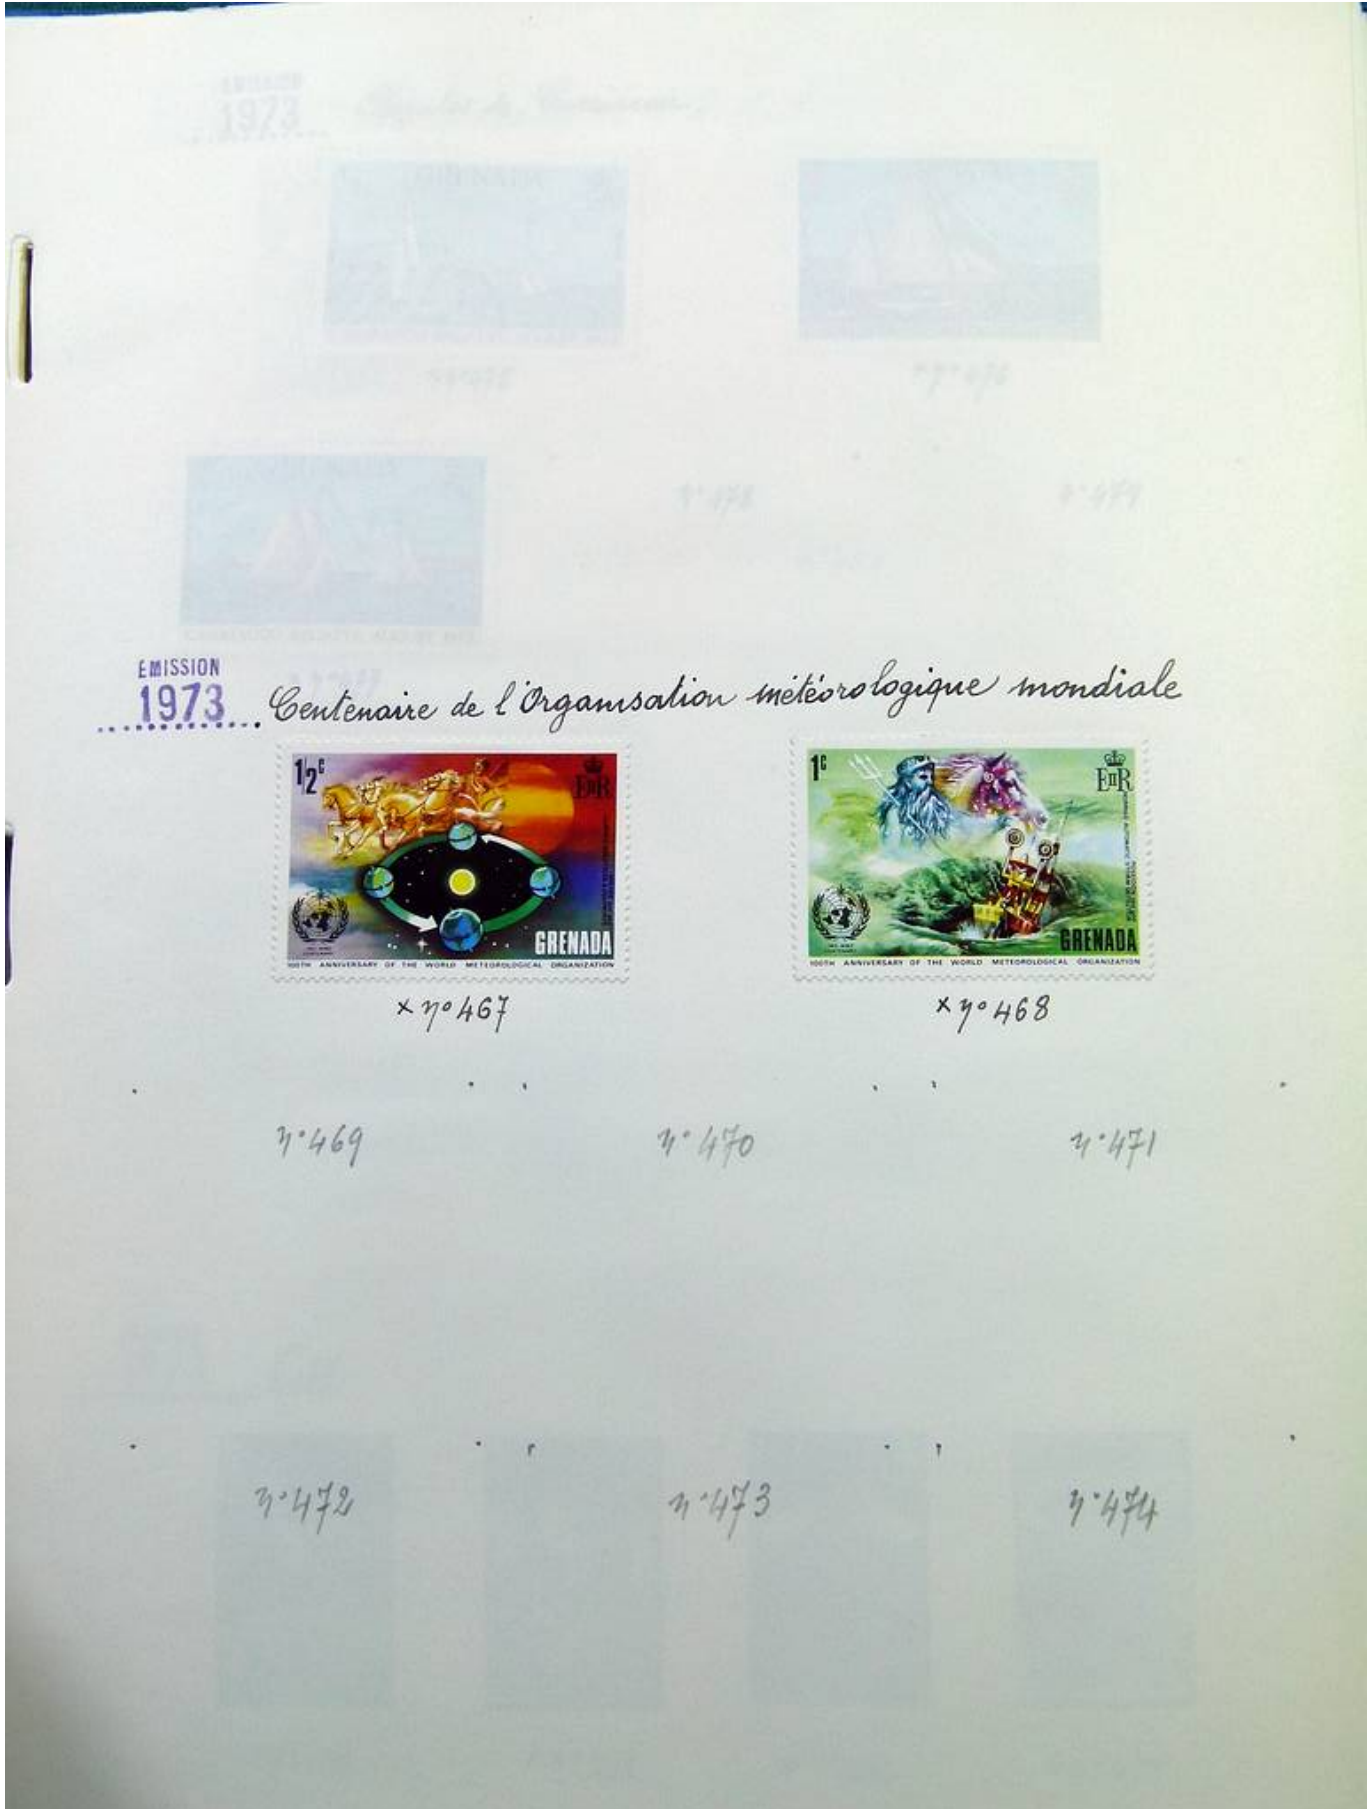 EMISSION
1973 Centenaire de l'Organisation météorologique mondiale
1/2c EIIR
GRENADA
100TH ANNIVERSARY OF THE WORLD METEOROLOGICAL ORGANIZATION
1c EIIR
GRENADA
100TH ANNIVERSARY OF THE WORLD METEOROLOGICAL ORGANIZATION
x n° 467 x n° 468
n° 469 n° 470 n° 471
n° 472 n° 473 n° 474